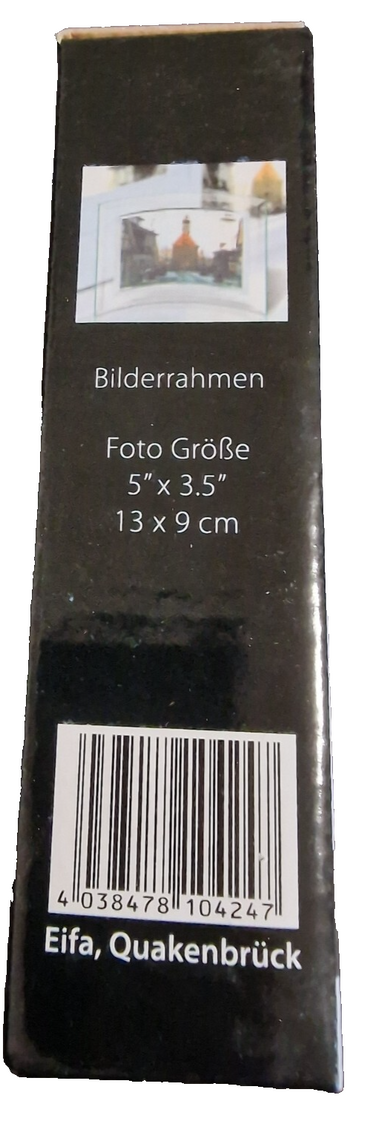 Bilderrahmen
Foto Größe
5" x 3.5"
13 x 9 cm
4 038478 104247
Eifa, Quakenbrück